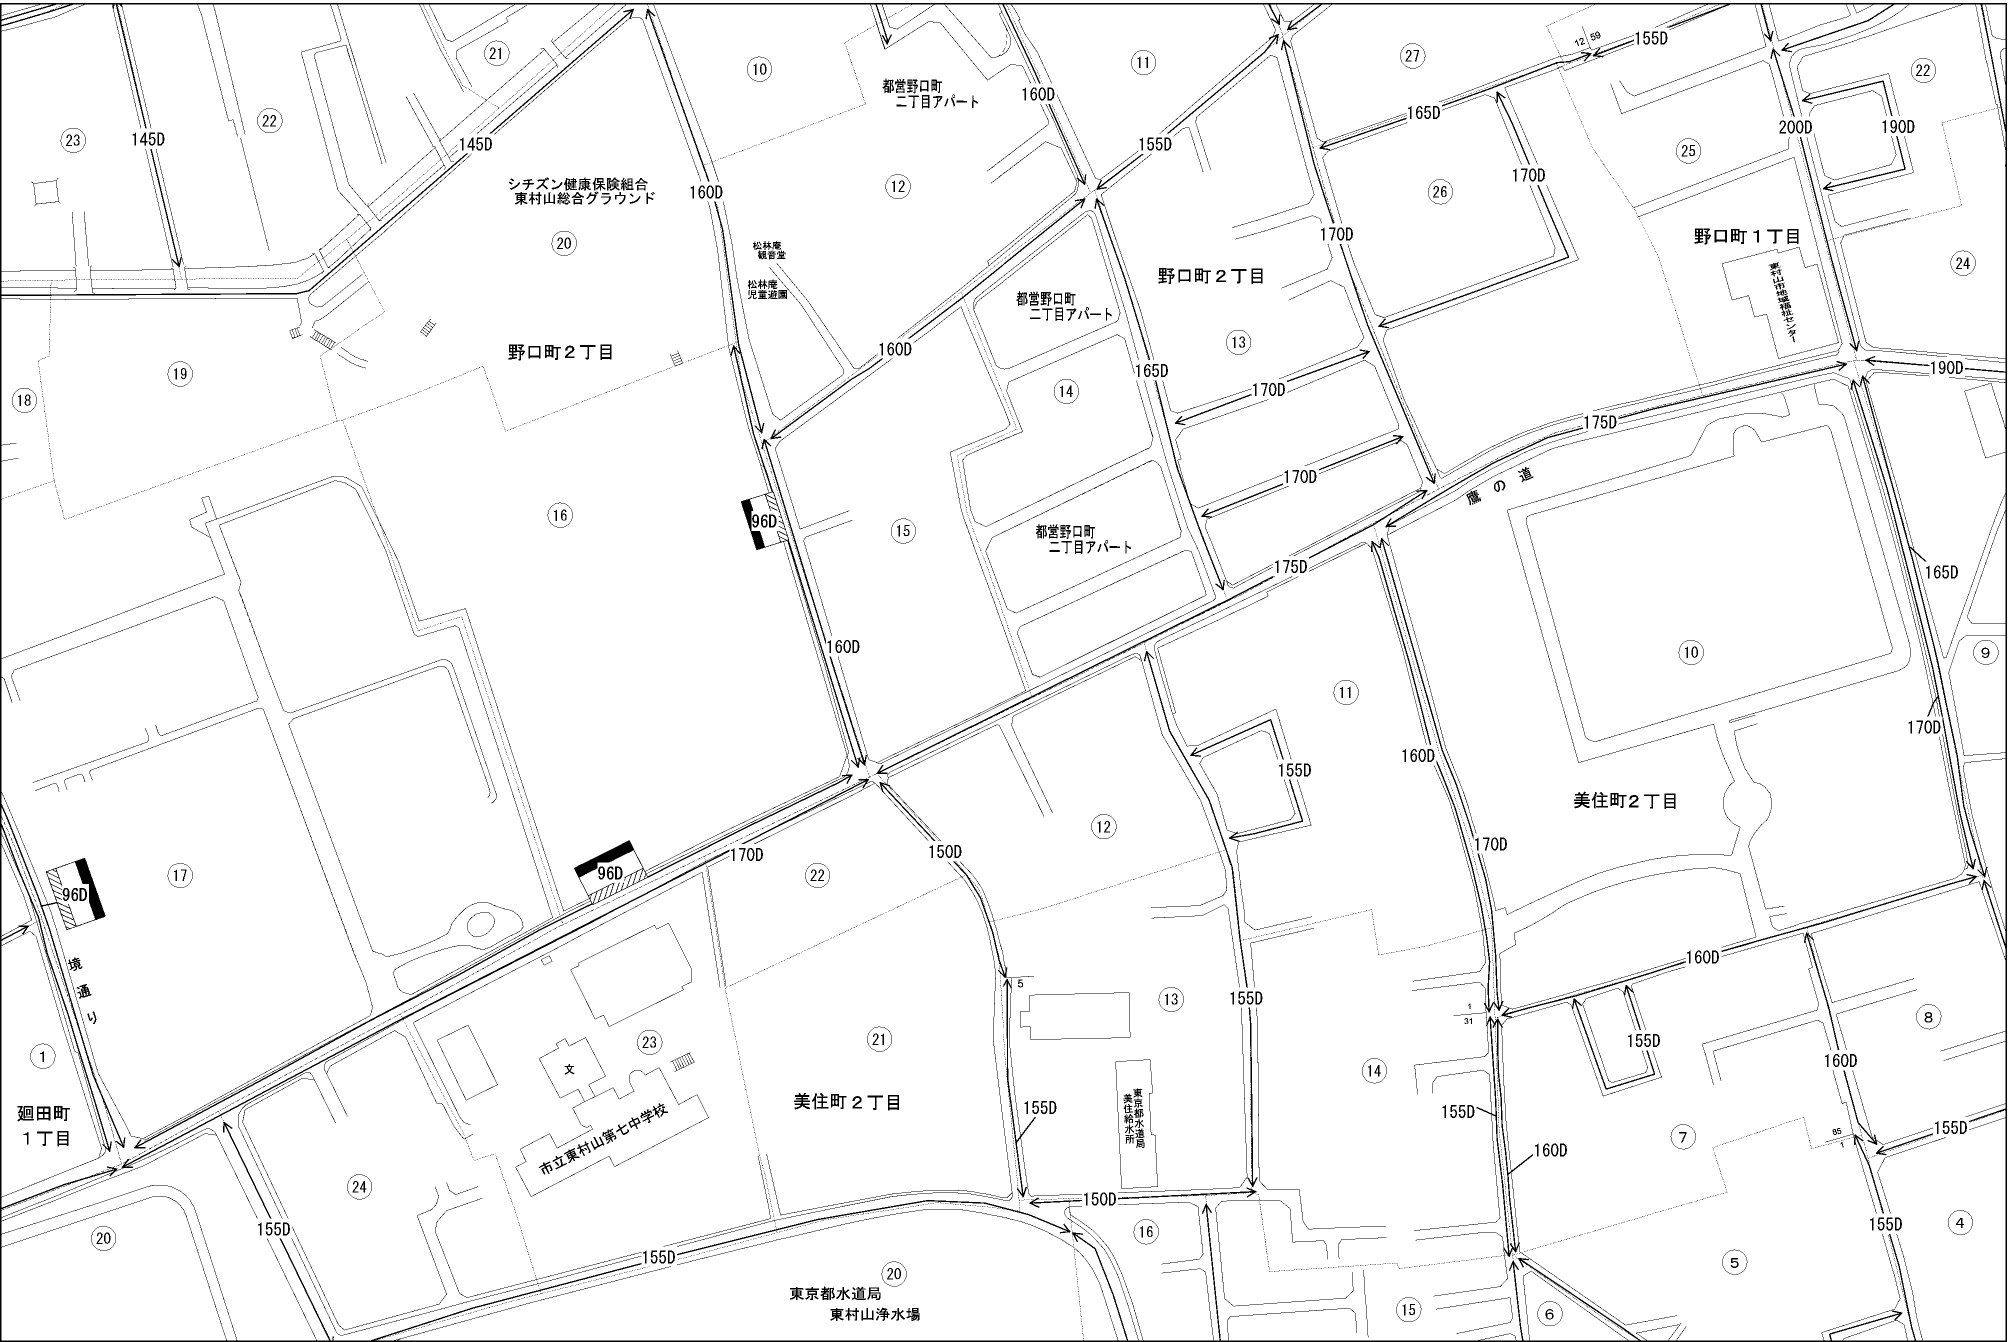 21
10
都営野口町
二丁目アパート
11
27
12
59
155D
22
23
145D
22
145D
160D
155D
165D
200D
190D
25
シチズン健康保険組合
東村山総合グラウンド
160D
12
170D
26
20
松林庵
観音堂
170D
野口町1丁目
野口町2丁目
24
松林庵
児童遊園
都営野口町
二丁目アパート
東村山市地域福祉センター
野口町2丁目
160D
13
19
165D
190D
18
14
170D
175D
170D
鷹の道
16
96D
15
都営野口町
二丁目アパート
175D
165D
160D
10
9
11
170D
160D
155D
美住町2丁目
12
150D
170D
170D
96D
22
17
96D
境通り
5
13
155D
160D
1
31
8
23
21
14
155D
160D
1
文
東京都水道局
美住給水所
廻田町
1丁目
美住町2丁目
155D
155D
市立東村山第七中学校
7
85
1
155D
160D
24
150D
20
155D
16
155D
4
155D
20
5
東京都水道局
東村山浄水場
15
6